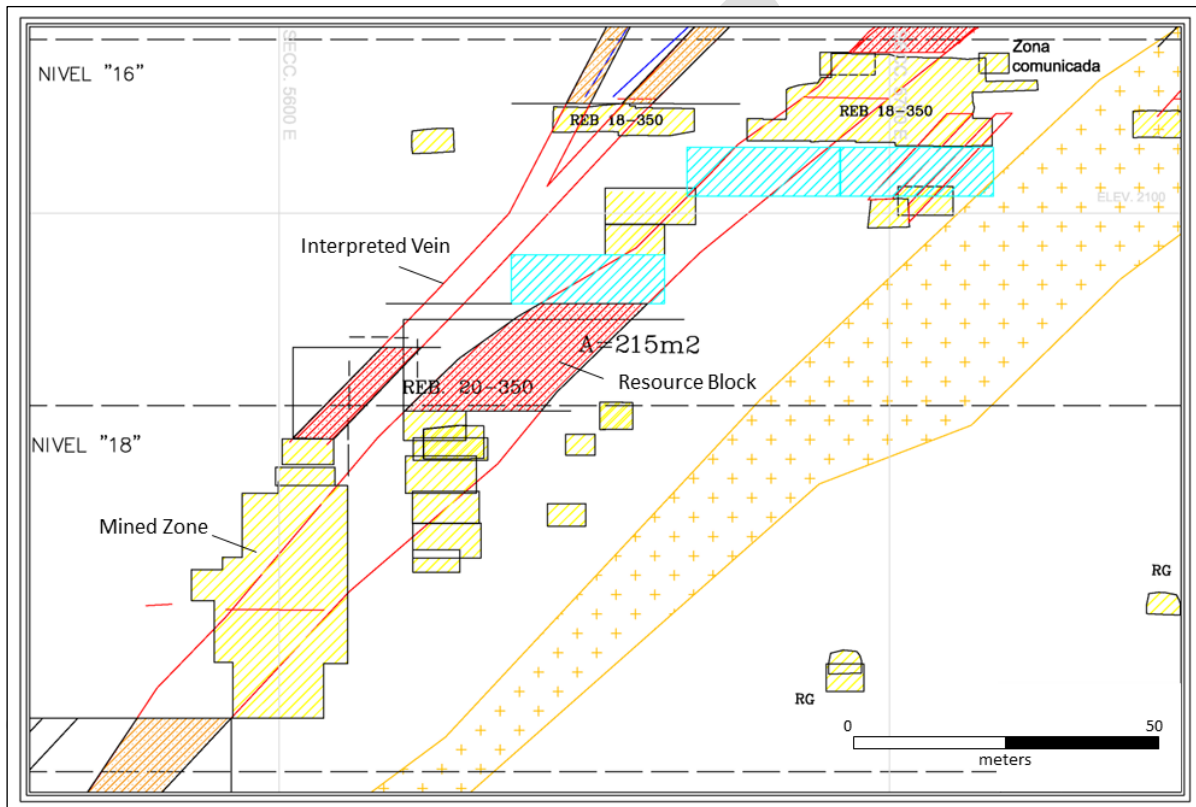 NIVEL "16"
SECC. 5600 E
Zona
comunicada
REB 18-350
REB 18-350
ELEV. 2100
Interpreted Vein
A=215m2
Resource Block
REB. 20-350
NIVEL "18"
Mined Zone
RG
RG
0
50
meters